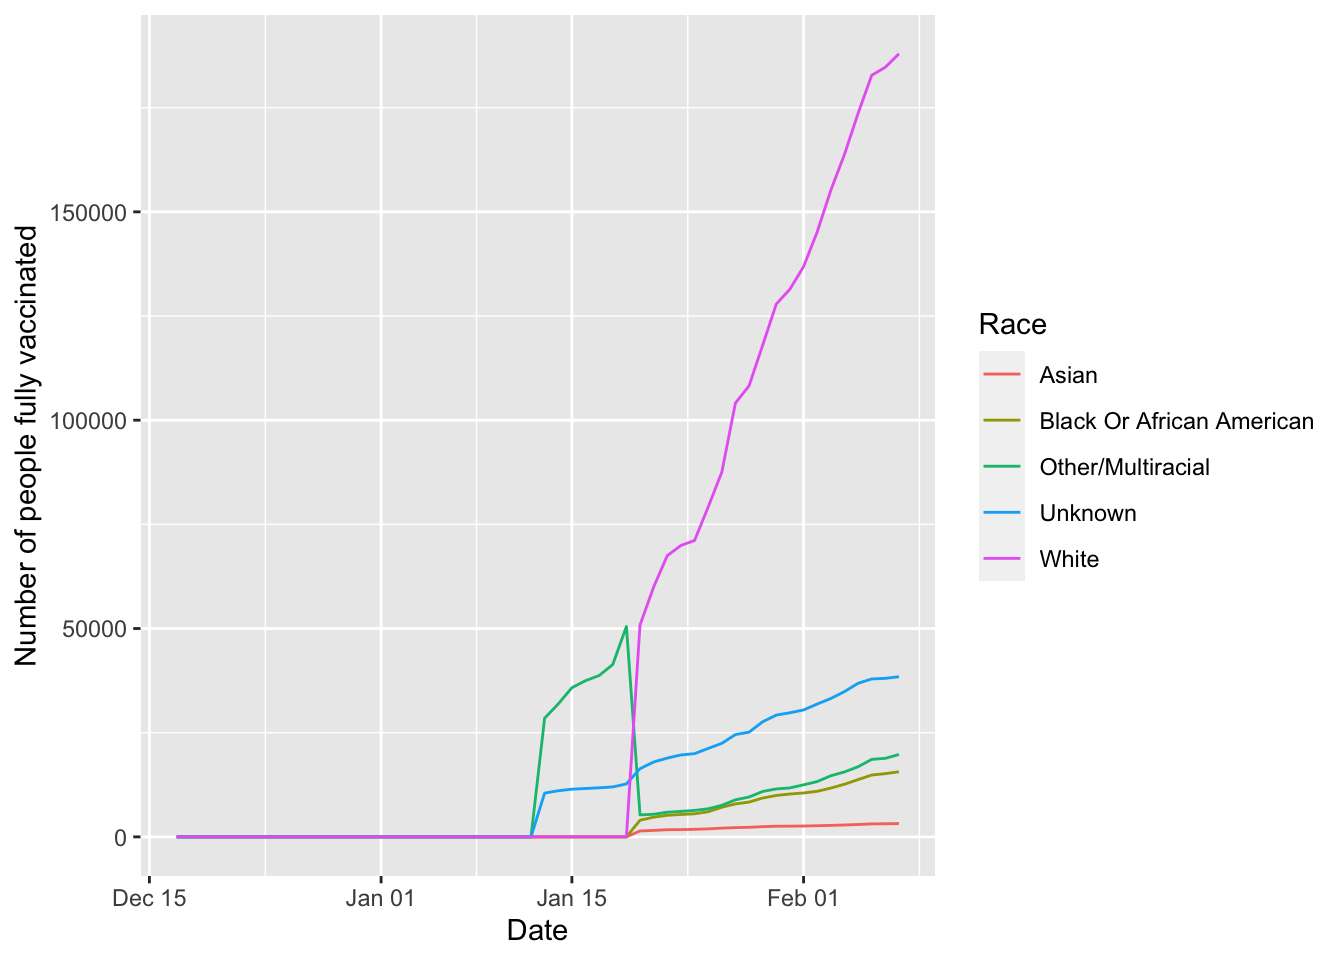 Number of people fully vaccinated
150000
100000
50000
0
Dec 15
Jan 01
Jan 15
Feb 01
Date
Race
Asian
Black Or African American
Other/Multiracial
Unknown
White